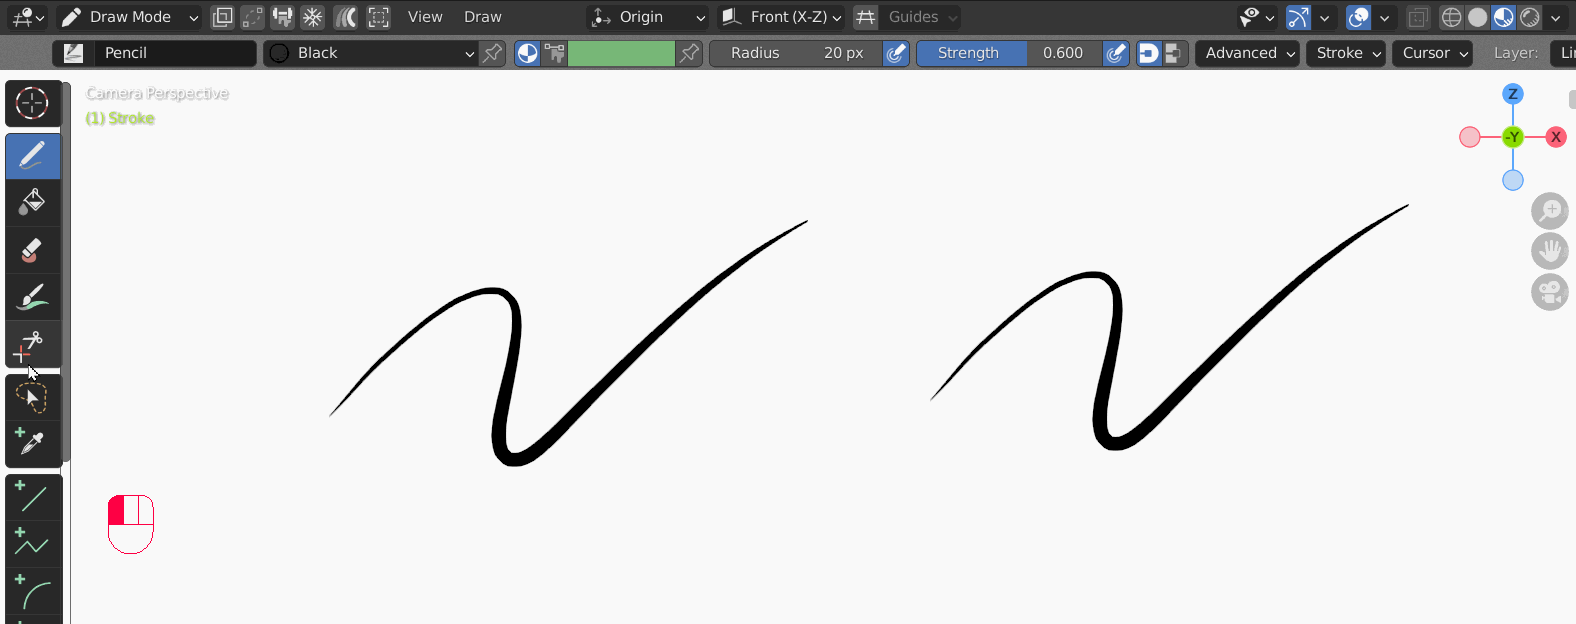 Draw Mode View Draw Origin Front (X-Z) Guides
Pencil Black Radius 20 px Strength 0.600 Advanced Stroke Cursor Layer:
Camera Perspective
(1) Stroke
Z
-Y X